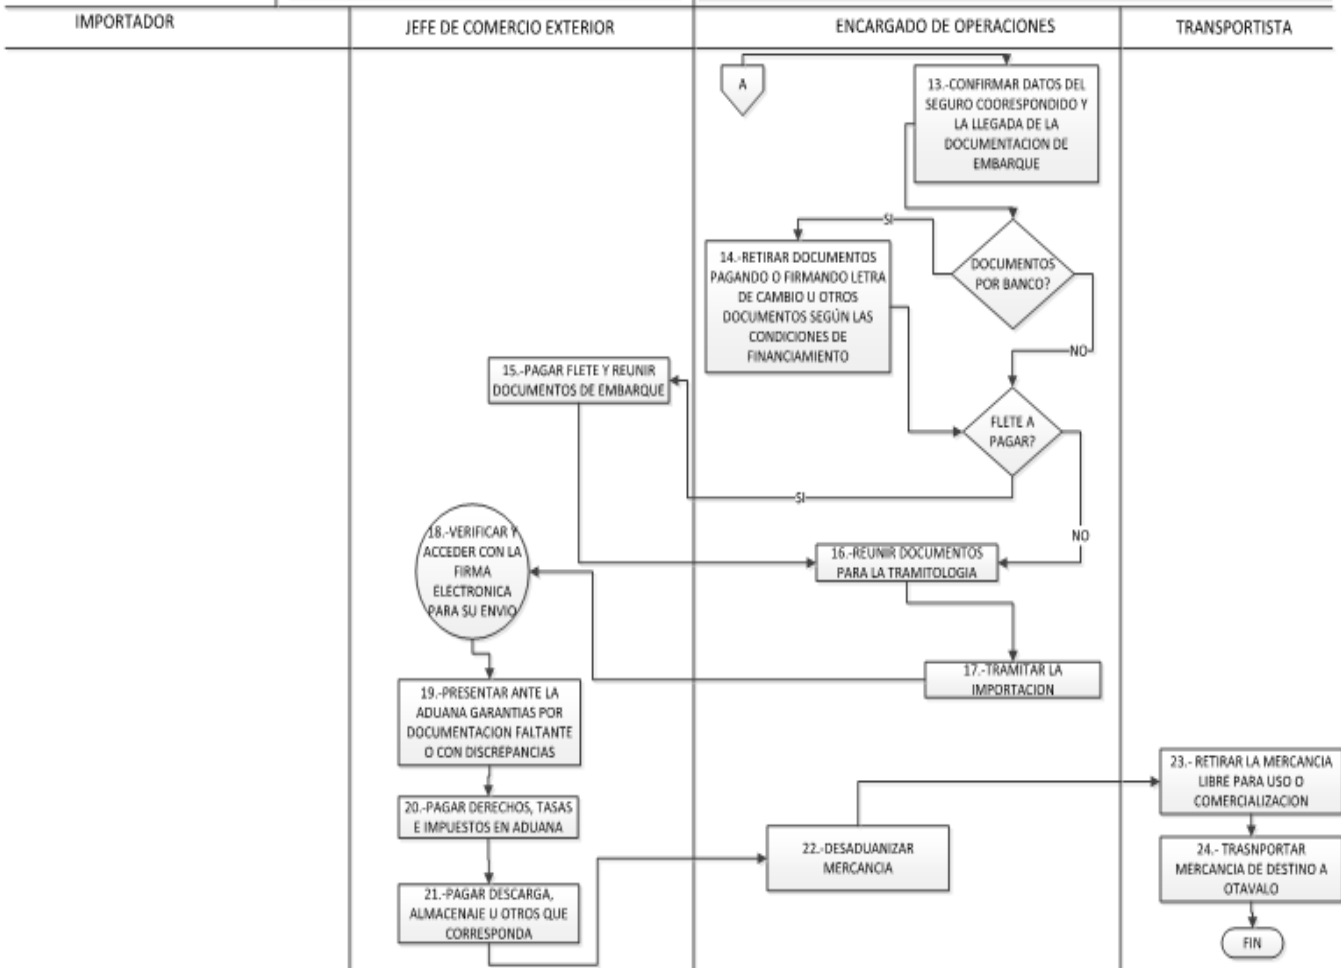 IMPORTADOR
JEFE DE COMERCIO EXTERIOR
ENCARGADO DE OPERACIONES
TRANSPORTISTA
A
13.-CONFIRMAR DATOS DEL
SEGURO COORESPONDIDO Y
LA LLEGADA DE LA
DOCUMENTACION DE
EMBARQUE
DOCUMENTOS
POR BANCO?
SI
NO
14.-RETIRAR DOCUMENTOS
PAGANDO O FIRMANDO LETRA
DE CAMBIO U OTROS
DOCUMENTOS SEGÚN LAS
CONDICIONES DE
FINANCIAMIENTO
15.-PAGAR FLETE Y REUNIR
DOCUMENTOS DE EMBARQUE
FLETE A
PAGAR?
SI
NO
16.-REUNIR DOCUMENTOS
PARA LA TRAMITOLOGIA
17.-TRAMITAR LA
IMPORTACION
18.-VERIFICAR Y
ACCEDER CON LA
FIRMA
ELECTRONICA
PARA SU ENVIO
19.-PRESENTAR ANTE LA
ADUANA GARANTIAS POR
DOCUMENTACION FALTANTE
O CON DISCREPANCIAS
20.-PAGAR DERECHOS, TASAS
E IMPUESTOS EN ADUANA
21.-PAGAR DESCARGA,
ALMACENAJE U OTROS QUE
CORRESPONDA
22.-DESADUANIZAR
MERCANCIA
23.- RETIRAR LA MERCANCIA
LIBRE PARA USO O
COMERCIALIZACION
24.- TRASNPORTAR
MERCANCIA DE DESTINO A
OTAVALO
FIN